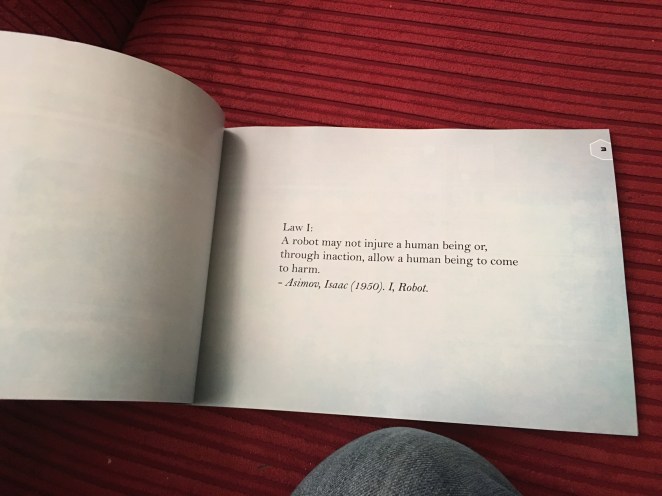 Law I:
A robot may not injure a human being or,
through inaction, allow a human being to come
to harm.
– Asimov, Isaac (1950). I, Robot.